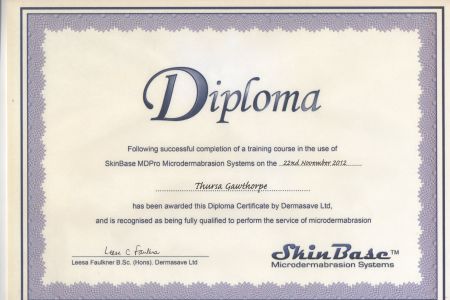 Diploma
Following successful completion of a training course in the use of
SkinBase MDPro Microdermabrasion Systems on the 22nd November 2012
Thursa Gawthorpe
has been awarded this Diploma Certificate by Dermasave Ltd,
and is recognised as being fully qualified to perform the service of microdermabrasion
Leesa C Faulkner
Leesa Faulkner B.Sc. (Hons). Dermasave Ltd
SkinBase™
Microdermabrasion Systems